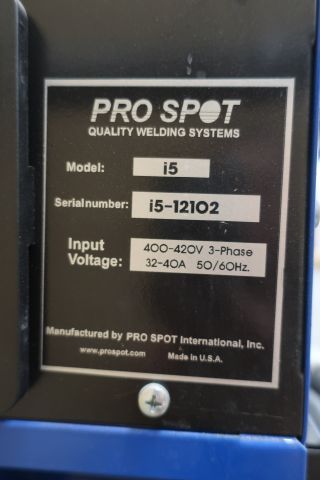 PRO SPOT
QUALITY WELDING SYSTEMS
Model: i5
Serialnumber: i5-12102
Input Voltage: 400-420V 3-Phase
32-40A 50/60Hz.
Manufactured by PRO SPOT International, Inc.
www.prospot.com Made in U.S.A.